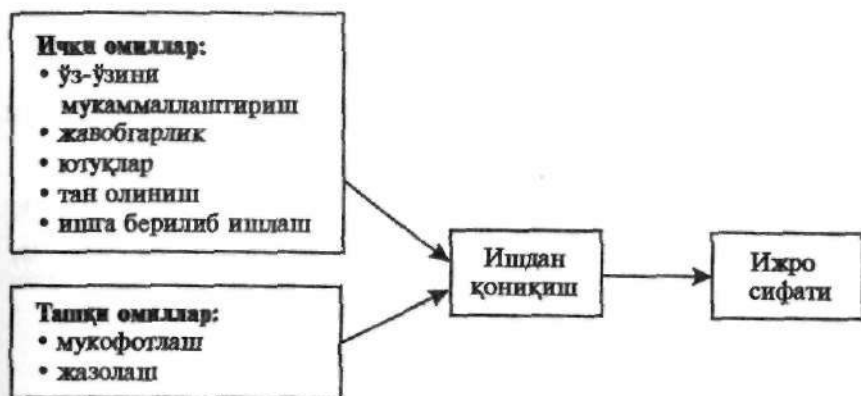 Ички омиллар:
• ўз-ўзини
мукаммаллаштириш
• жавобгарлик
• ютуқлар
• тан олиниш
• ишга берилиб ишлаш
Ташқи омиллар:
• мукофотлаш
• жазолаш
Ишдан
қониқиш
Ижро
сифати